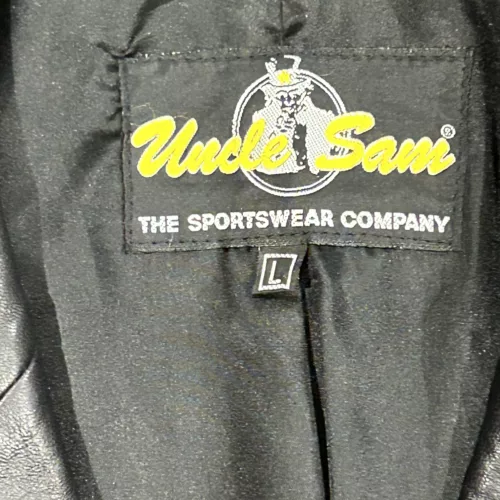 Uncle Sam®
THE SPORTSWEAR COMPANY
L